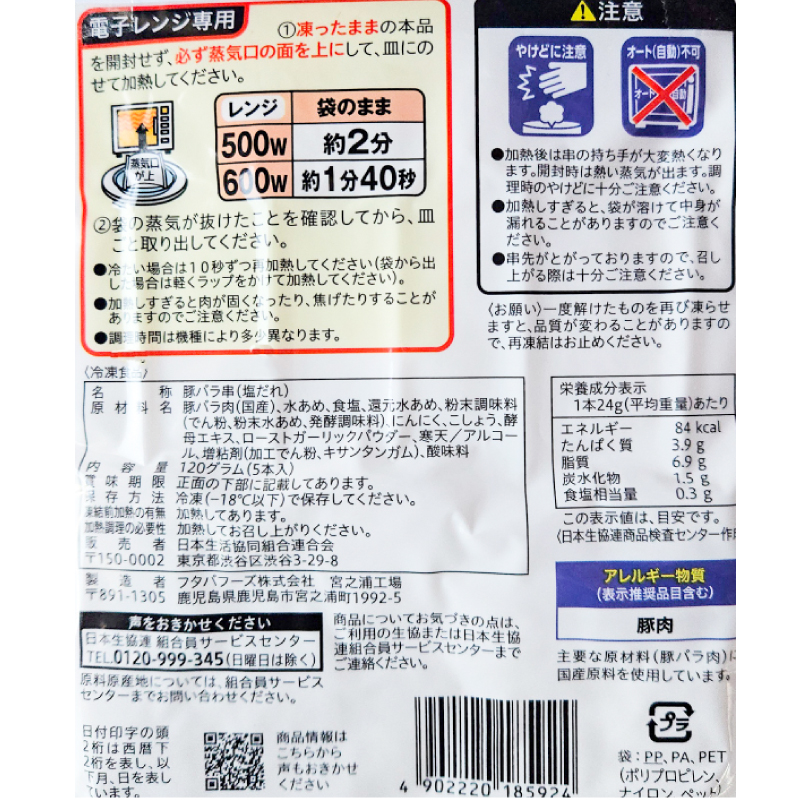 電子レンジ専用
①凍ったままの本品
を開封せず、必ず蒸気口の面を上にして、皿にの
せて加熱してください。
蒸気口
が上
レンジ 袋のまま
500W 約2分
600W 約1分40秒
②袋の蒸気が抜けたことを確認してから、皿
ごと取り出してください。
●冷たい場合は10秒ずつ再加熱してください(袋から出
した場合は軽くラップをかけて加熱してください)。
●加熱しすぎると肉が固くなったり、焦げたりすることが
ありますのでご注意ください。
●調理時間は機種により多少異なります。
注意
やけどに注意
オート(自動)不可
オート 自動
●加熱後は串の持ち手が大変熱くなり
ます。開封時は熱い蒸気が出ます。調
理時のやけどに十分ご注意ください。
●加熱しすぎると、袋が溶けて中身が
漏れることがありますのでご注意く
ださい。
●串先がとがっておりますので、召し
上がる際は十分ご注意ください。
〈お願い〉一度解けたものを再び凍らせ
ますと、品質が変わることがありますの
で、再凍結はお止めください。
〈冷凍食品〉
名称 豚バラ串(塩だれ)
原材料名 豚バラ肉(国産)、水あめ、食塩、還元水あめ、粉末調味料
(でん粉、粉末水あめ、発酵調味料)、にんにく、こしょう、酵
母エキス、ローストガーリックパウダー、寒天/アルコー
ル、増粘剤(加工でん粉、キサンタンガム)、酸味料
内容量 120グラム(5本入)
賞味期限 正面の下部に記載してあります。
保存方法 冷凍(−18℃以下)で保存してください。
凍結前加熱の有無 加熱してあります。
加熱調理の必要性 加熱してお召し上がりください。
販売者 日本生活協同組合連合会
〒150-0002 東京都渋谷区渋谷3-29-8
製造者 フタバフーズ株式会社 宮之浦工場
〒891-1305 鹿児島県鹿児島市宮之浦町1992-5
栄養成分表示
1本24g(平均重量)あたり
エネルギー 84 kcal
たんぱく質 3.9 g
脂質 6.9 g
炭水化物 1.5 g
食塩相当量 0.3 g
この表示値は、目安です。
〈日本生協連商品検査センター作
アレルギー物質
(表示推奨品目含む)
豚肉
主要な原材料(豚バラ肉)に
国産原料を使用しています。
声をおきかせください
日本生協連 組合員サービスセンター
TEL.0120-999-345(日曜日は除く)
原料原産地については、組合員サービス
センターまでお問い合わせください。
商品についてお気づきの点は、
ご利用の生協または日本生協
連組合員サービスセンターまで
ご連絡ください。
日付印字の頭
2桁は西暦下
2桁を表し、以
下月、日を表し
ています。
商品情報は
こちらから
声もおきかせ
ください
4 902220 185924
プラ
袋:PP、PA、PET
(ポリプロピレン、
ナイロン、ペット)